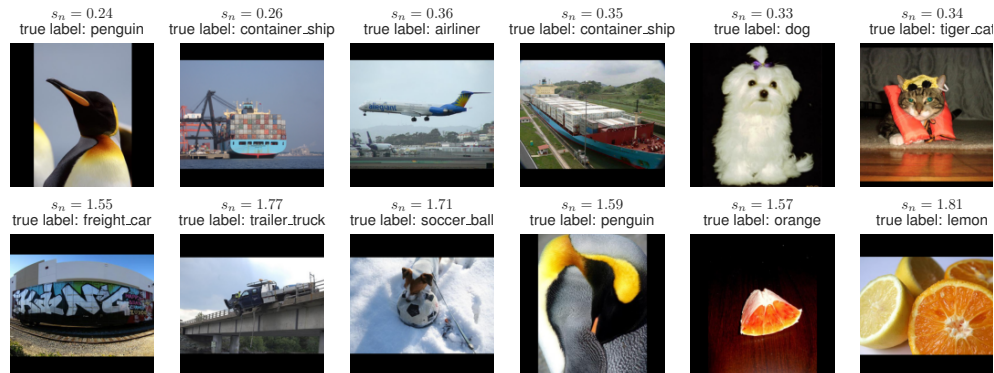 s_n = 0.24 s_n = 0.26 s_n = 0.36 s_n = 0.35 s_n = 0.33 s_n = 0.34
true label: penguin true label: container_ship true label: airliner true label: container_ship true label: dog true label: tiger_cat
allegiant
s_n = 1.55 s_n = 1.77 s_n = 1.71 s_n = 1.59 s_n = 1.57 s_n = 1.81
true label: freight_car true label: trailer_truck true label: soccer_ball true label: penguin true label: orange true label: lemon